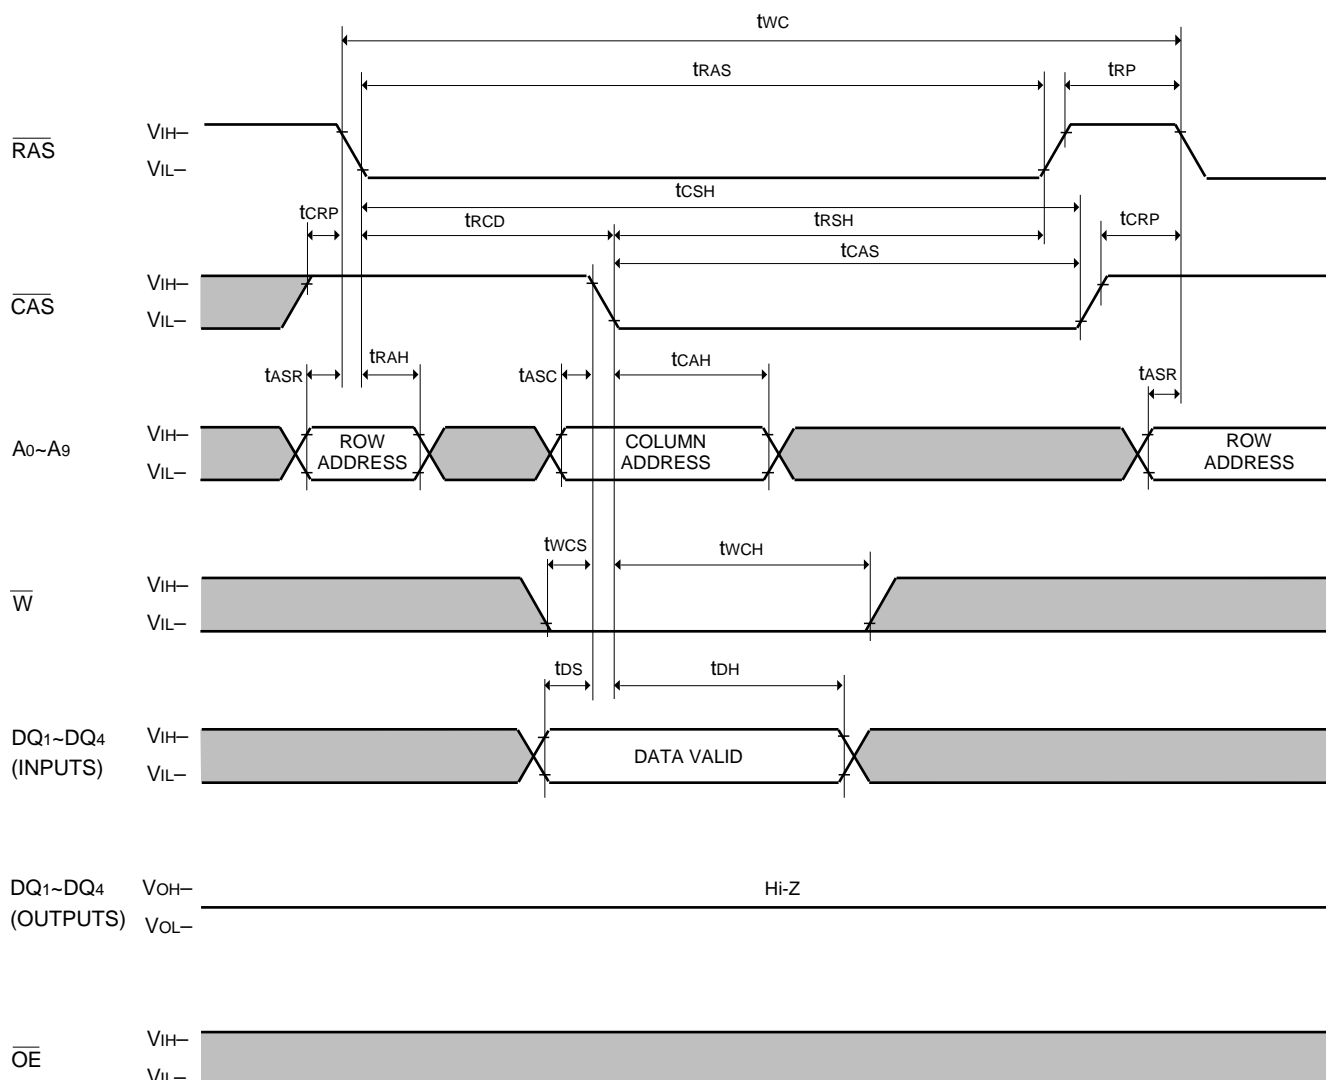 tWC
tRAS
tRP
RAS
VIH–
VIL–
tCSH
tCRP
tRCD
tRSH
tCRP
tCAS
CAS
VIH–
VIL–
tASR
tRAH
tASC
tCAH
tASR
A0~A9
VIH–
VIL–
ROW
ADDRESS
COLUMN
ADDRESS
ROW
ADDRESS
tWCS
tWCH
W
VIH–
VIL–
tDS
tDH
DQ1~DQ4
(INPUTS)
VIH–
VIL–
DATA VALID
DQ1~DQ4
(OUTPUTS)
VOH–
VOL–
Hi-Z
OE
VIH–
VIL–